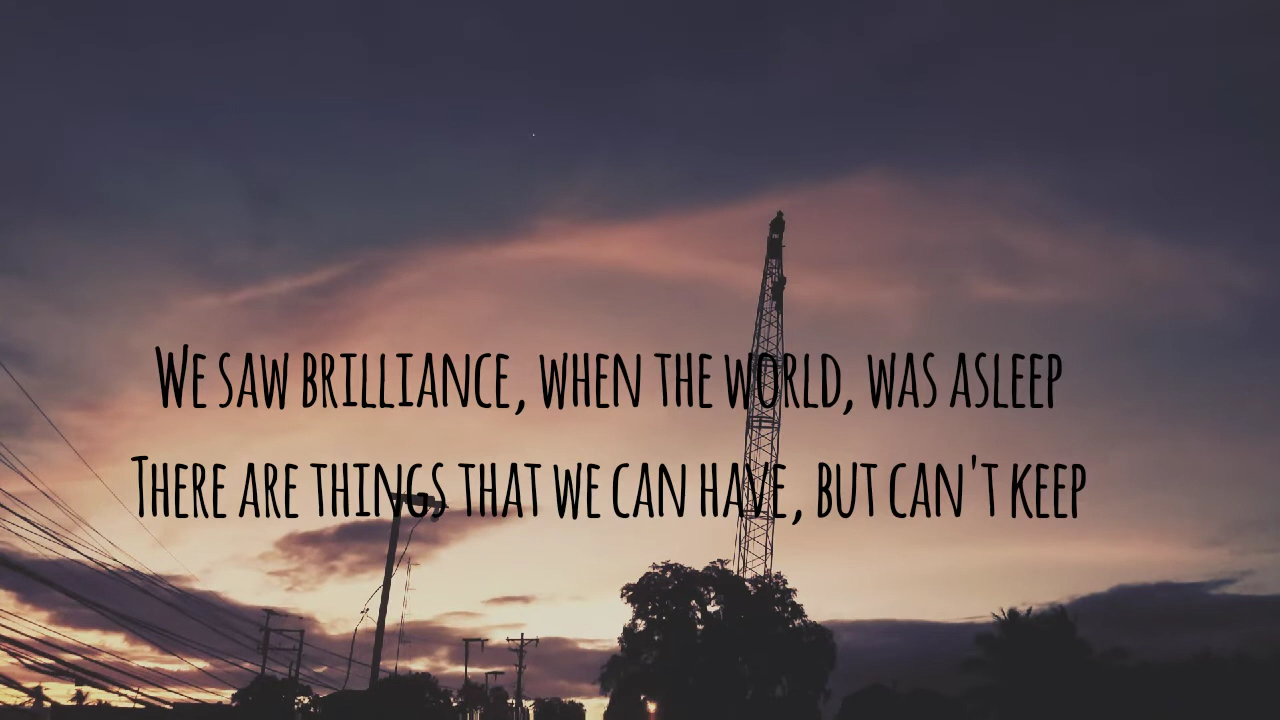 We saw brilliance, when the world, was asleep
There are things that we can have, but can't keep